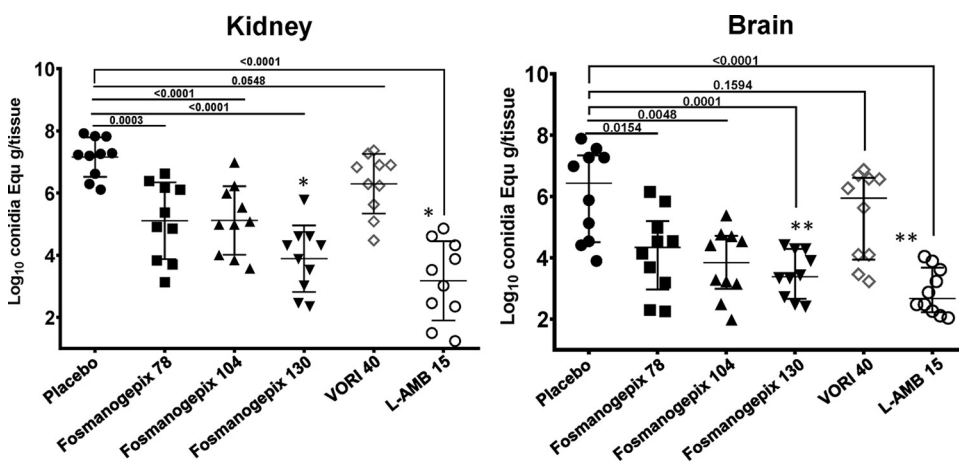 Kidney
Log10 conidia Equ g/tissue
10
8
6
4
2
<0.0001
0.0548
<0.0001
<0.0001
0.0003
*
*
Placebo
Fosmanogepix 78
Fosmanogepix 104
Fosmanogepix 130
VORI 40
L-AMB 15
Brain
Log10 conidia Equ g/tissue
10
8
6
4
2
<0.0001
0.1594
0.0001
0.0048
0.0154
**
**
Placebo
Fosmanogepix 78
Fosmanogepix 104
Fosmanogepix 130
VORI 40
L-AMB 15